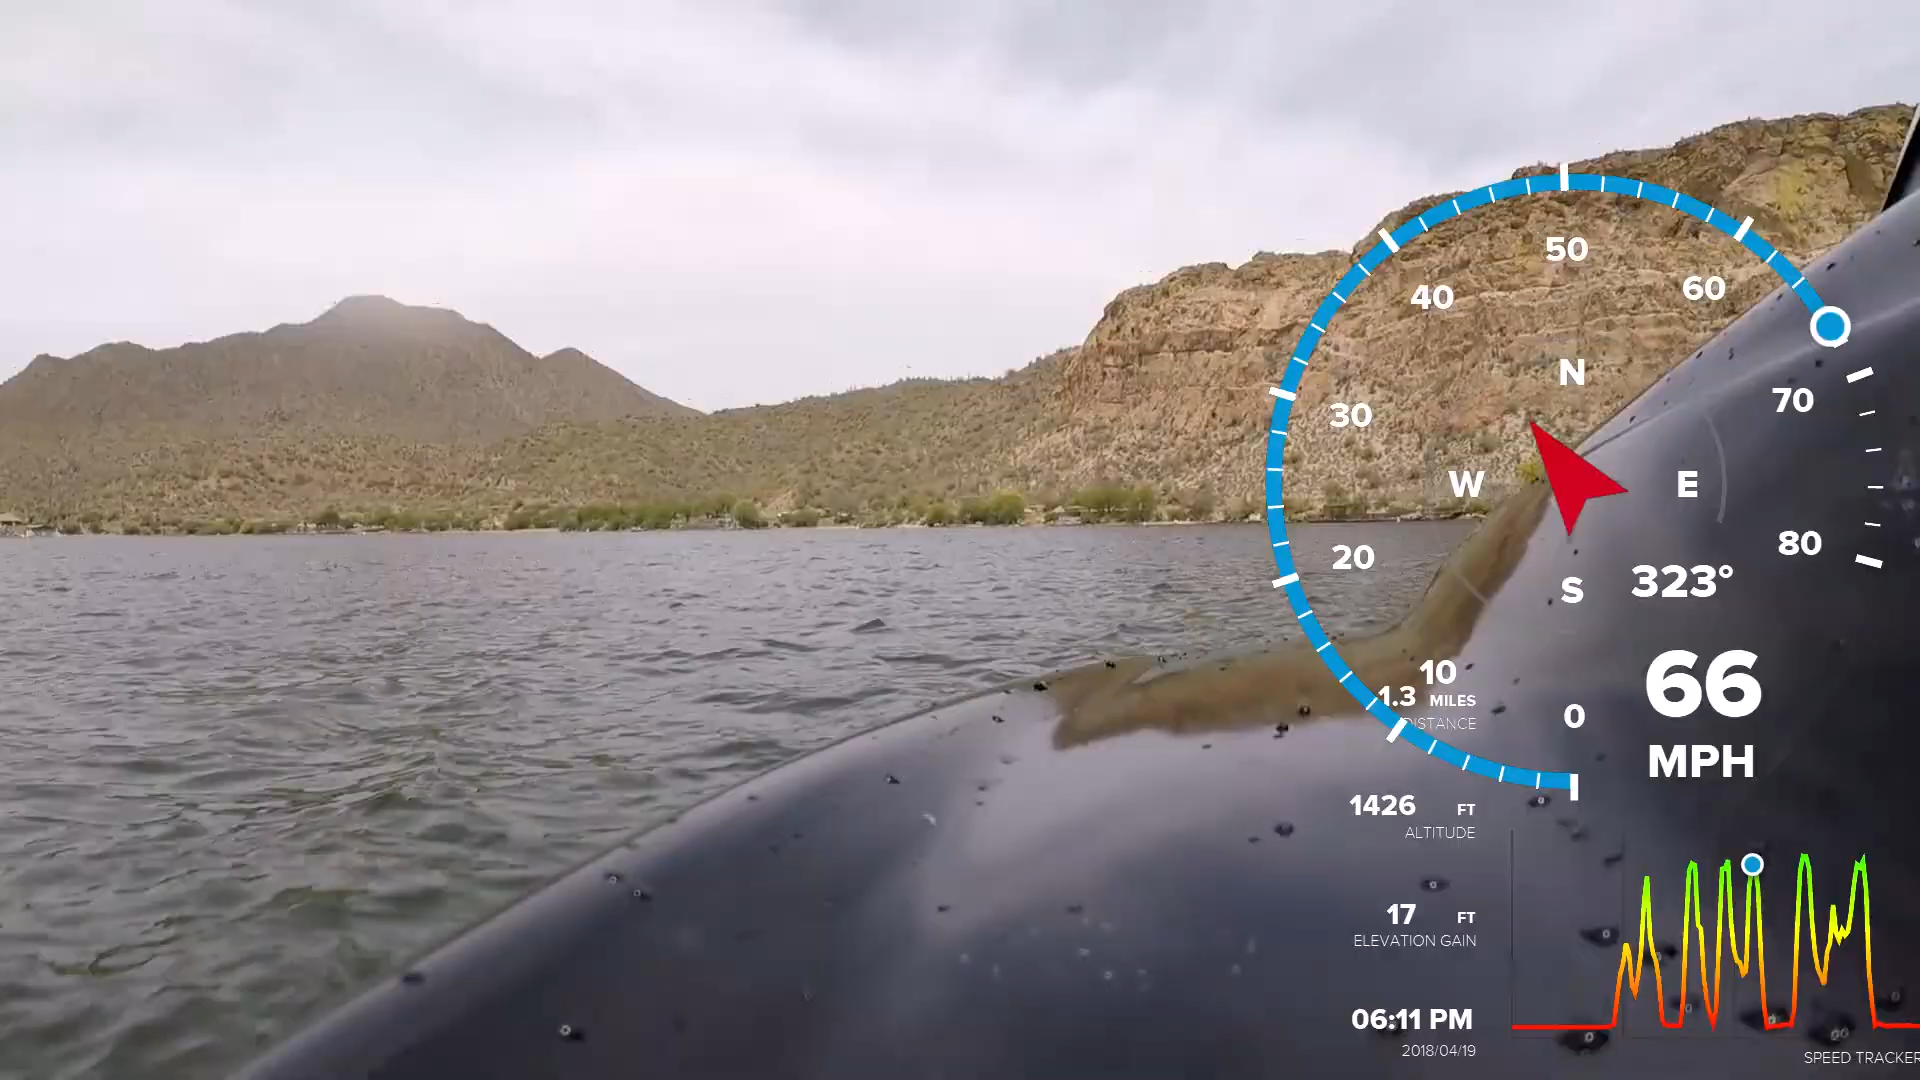 50
40
60
N
30
70
W
E
20
80
323°
S
10
1.3 MILES
DISTANCE
66
0
MPH
1426 FT
ALTITUDE
17 FT
ELEVATION GAIN
06:11 PM
2018/04/19
SPEED TRACKER